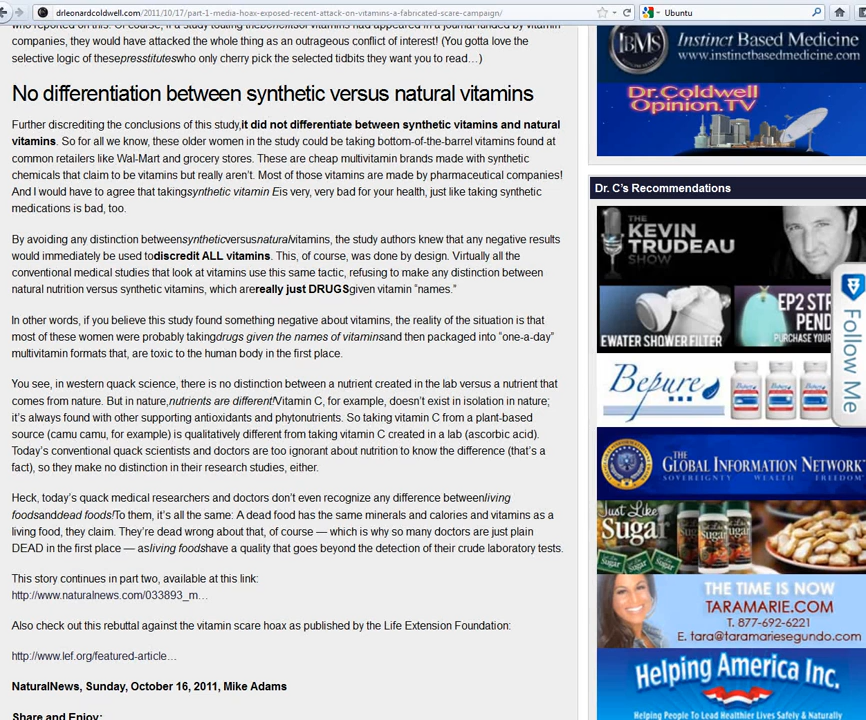 drleonardcoldwell.com/2011/10/17/part-1-media-hoax-exposed-recent-attack-on-vitamins-a-fabricated-scare-campaign/
Ubuntu
companies, they would have attacked the whole thing as an outrageous conflict of interest! (You gotta love the
selective logic of thesepresstituteswho only cherry pick the selected tidbits they want you to read…)
No differentiation between synthetic versus natural vitamins
Further discrediting the conclusions of this study,it did not differentiate between synthetic vitamins and natural
vitamins. So for all we know, these older women in the study could be taking bottom-of-the-barrel vitamins found at
common retailers like Wal-Mart and grocery stores. These are cheap multivitamin brands made with synthetic
chemicals that claim to be vitamins but really aren’t. Most of those vitamins are made by pharmaceutical companies!
And I would have to agree that takingsynthetic vitamin Eis very, very bad for your health, just like taking synthetic
medications is bad, too.
By avoiding any distinction betweensyntheticversusnaturalvitamins, the study authors knew that any negative results
would immediately be used todiscredit ALL vitamins. This, of course, was done by design. Virtually all the
conventional medical studies that look at vitamins use this same tactic, refusing to make any distinction between
natural nutrition versus synthetic vitamins, which arereally just DRUGSgiven vitamin “names.”
In other words, if you believe this study found something negative about vitamins, the reality of the situation is that
most of these women were probably takingdrugs given the names of vitaminsand then packaged into “one-a-day”
multivitamin formats that, are toxic to the human body in the first place.
You see, in western quack science, there is no distinction between a nutrient created in the lab versus a nutrient that
comes from nature. But in nature,nutrients are different!Vitamin C, for example, doesn’t exist in isolation in nature;
it’s always found with other supporting antioxidants and phytonutrients. So taking vitamin C from a plant-based
source (camu camu, for example) is qualitatively different from taking vitamin C created in a lab (ascorbic acid).
Today’s conventional quack scientists and doctors are too ignorant about nutrition to know the difference (that’s a
fact), so they make no distinction in their research studies, either.
Heck, today’s quack medical researchers and doctors don’t even recognize any difference betweenliving
foodsanddead foods!To them, it’s all the same: A dead food has the same minerals and calories and vitamins as a
living food, they claim. They’re dead wrong about that, of course — which is why so many doctors are just plain
DEAD in the first place — asliving foodshave a quality that goes beyond the detection of their crude laboratory tests.
This story continues in part two, available at this link:
http://www.naturalnews.com/033893_m…
Also check out this rebuttal against the vitamin scare hoax as published by the Life Extension Foundation:
http://www.lef.org/featured-article…
NaturalNews, Sunday, October 16, 2011, Mike Adams
Share and Enjoy:
IBMS
Instinct Based Medicine
www.instinctbasedmedicine.com
Dr.Coldwell
Opinion.TV
Dr. C's Recommendations
THE
KEVIN
TRUDEAU
SHOW
EWATER SHOWER FILTER
EP2 STR
PEND
PURCHASE YOUR
Bepure
Follow Me
THE
GLOBAL INFORMATION NETWORK
SOVEREIGNTY WEALTH FREEDOM
Just Like
Sugar
THE TIME IS NOW
TARAMARIE.COM
T. 877-692-6221
E. tara@taramariesegundo.com
Helping America Inc.
Helping People To Lead Healthier Lives Safely & Naturally